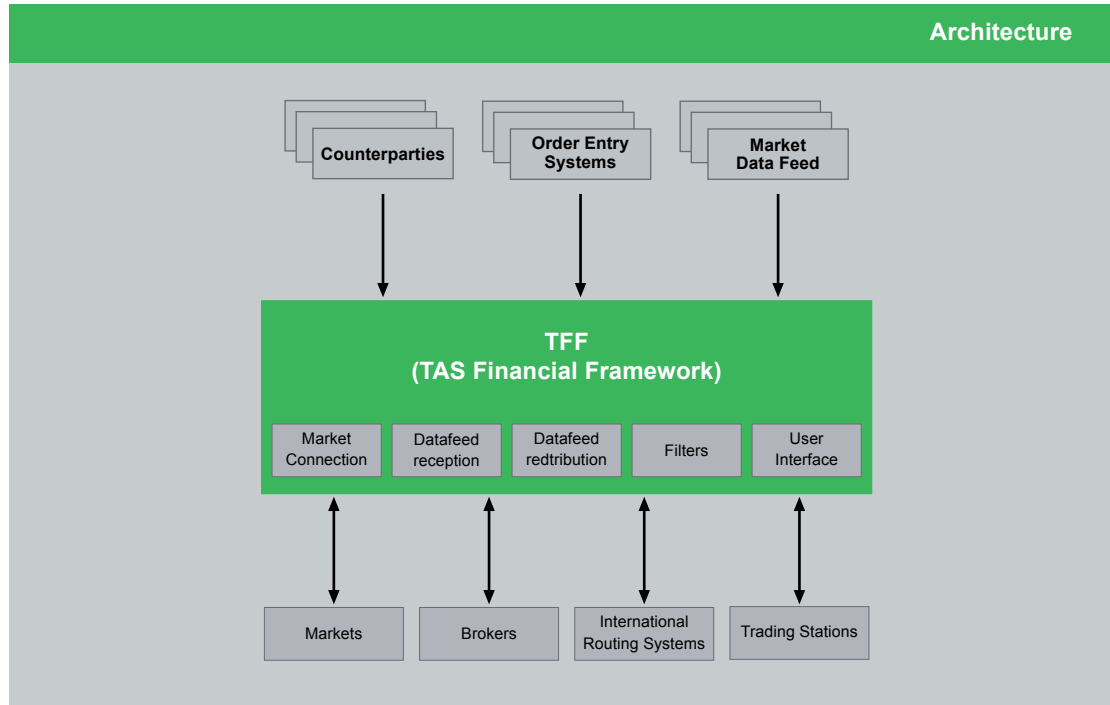 Architecture
Counterparties
Order Entry
Systems
Market
Data Feed
TFF
(TAS Financial Framework)
Market
Connection
Datafeed
reception
Datafeed
redtribution
Filters
User
Interface
Markets
Brokers
International
Routing Systems
Trading Stations